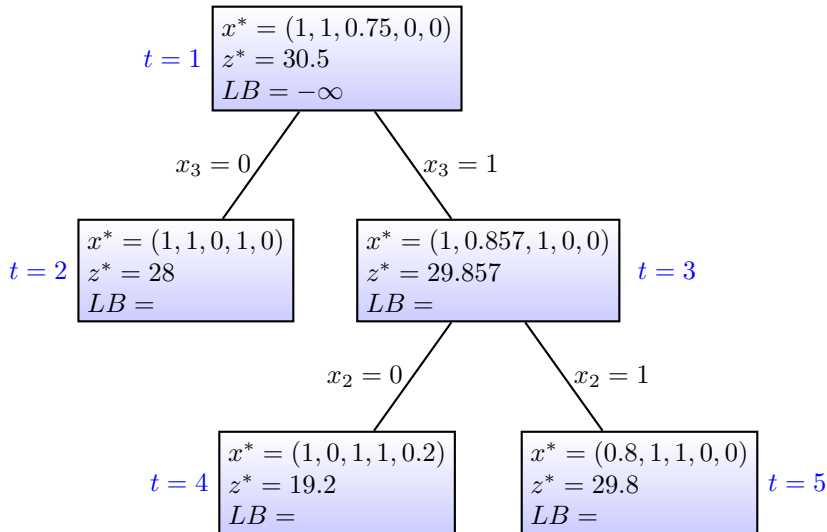 x* = (1, 1, 0.75, 0, 0)
t = 1
z* = 30.5
LB = −∞
x₃ = 0
x₃ = 1
x* = (1, 1, 0, 1, 0)
t = 2
z* = 28
LB =
x* = (1, 0.857, 1, 0, 0)
z* = 29.857
t = 3
LB =
x₂ = 0
x₂ = 1
x* = (1, 0, 1, 1, 0.2)
t = 4
z* = 19.2
LB =
x* = (0.8, 1, 1, 0, 0)
z* = 29.8
t = 5
LB =